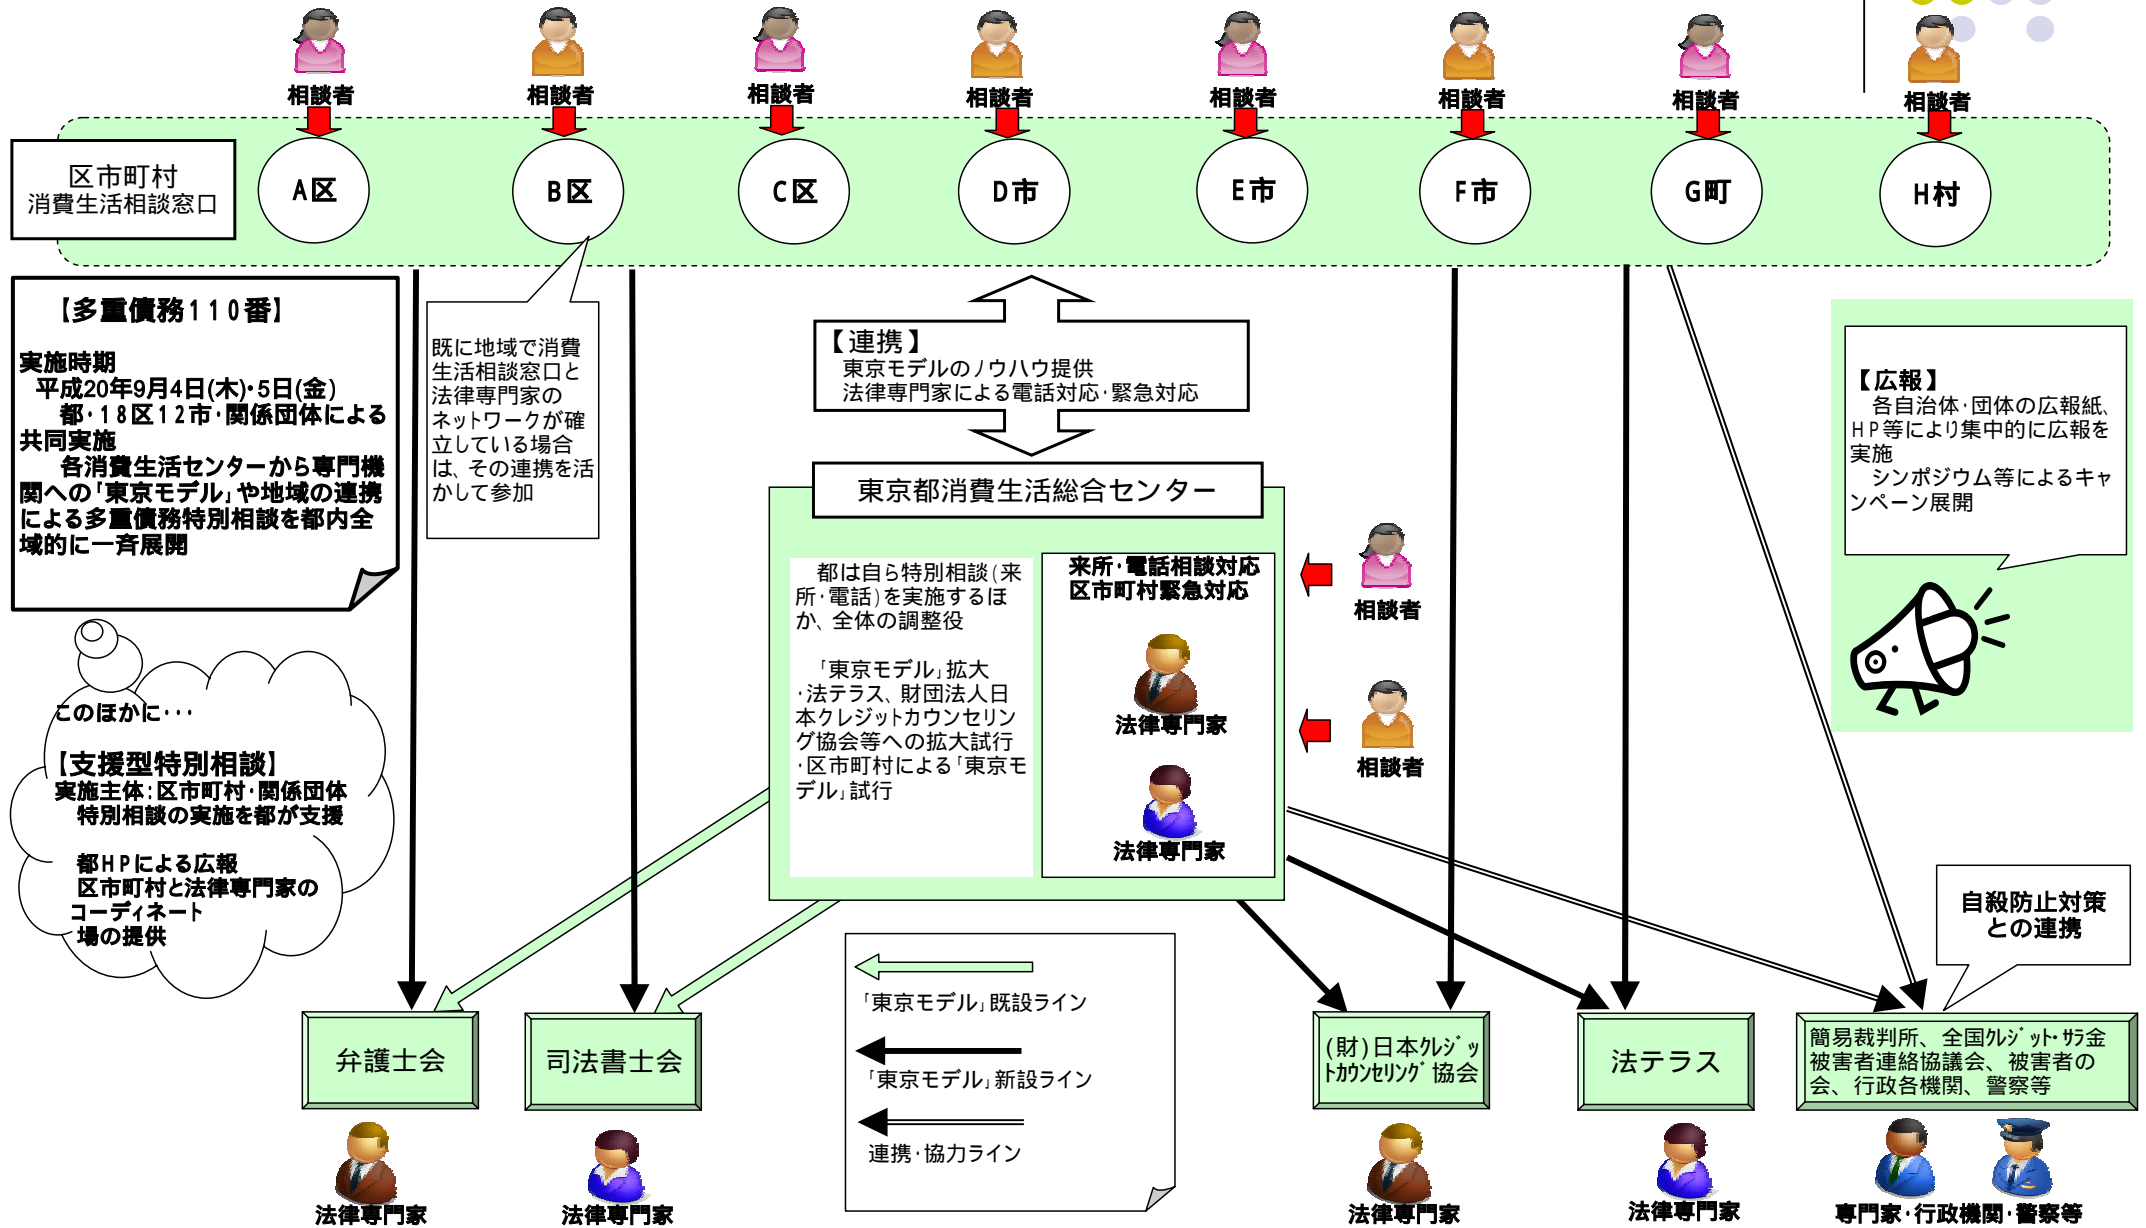 相談者
相談者
相談者
相談者
相談者
相談者
相談者
相談者
区市町村
消費生活相談窓口
A区
B区
C区
D市
E市
F市
G町
H村
【多重債務110番】
実施時期
平成20年9月4日(木)・5日(金)
都・18区12市・関係団体による
共同実施
各消費生活センターから専門機
関への「東京モデル」や地域の連携
による多重債務特別相談を都内全
域的に一斉展開
既に地域で消費
生活相談窓口と
法律専門家の
ネットワークが確
立している場合
は、その連携を活
かして参加
【連携】
東京モデルのノウハウ提供
法律専門家による電話対応・緊急対応
【広報】
各自治体・団体の広報紙、
HP等により集中的に広報を
実施
シンポジウム等によるキャ
ンペーン展開
東京都消費生活総合センター
都は自ら特別相談(来
所・電話)を実施するほ
か、全体の調整役
「東京モデル」拡大
・法テラス、財団法人日
本クレジットカウンセリン
グ協会等への拡大試行
・区市町村による「東京モ
デル」試行
来所・電話相談対応
区市町村緊急対応
法律専門家
法律専門家
相談者
相談者
このほかに・・・
【支援型特別相談】
実施主体:区市町村・関係団体
特別相談の実施を都が支援
都HPによる広報
区市町村と法律専門家の
コーディネート
場の提供
自殺防止対策
との連携
「東京モデル」既設ライン
「東京モデル」新設ライン
連携・協力ライン
弁護士会
司法書士会
(財)日本クレジッ
トカウンセリング協会
法テラス
簡易裁判所、全国クレジット・サラ金
被害者連絡協議会、被害者の
会、行政各機関、警察等
法律専門家
法律専門家
法律専門家
法律専門家
専門家・行政機関・警察等